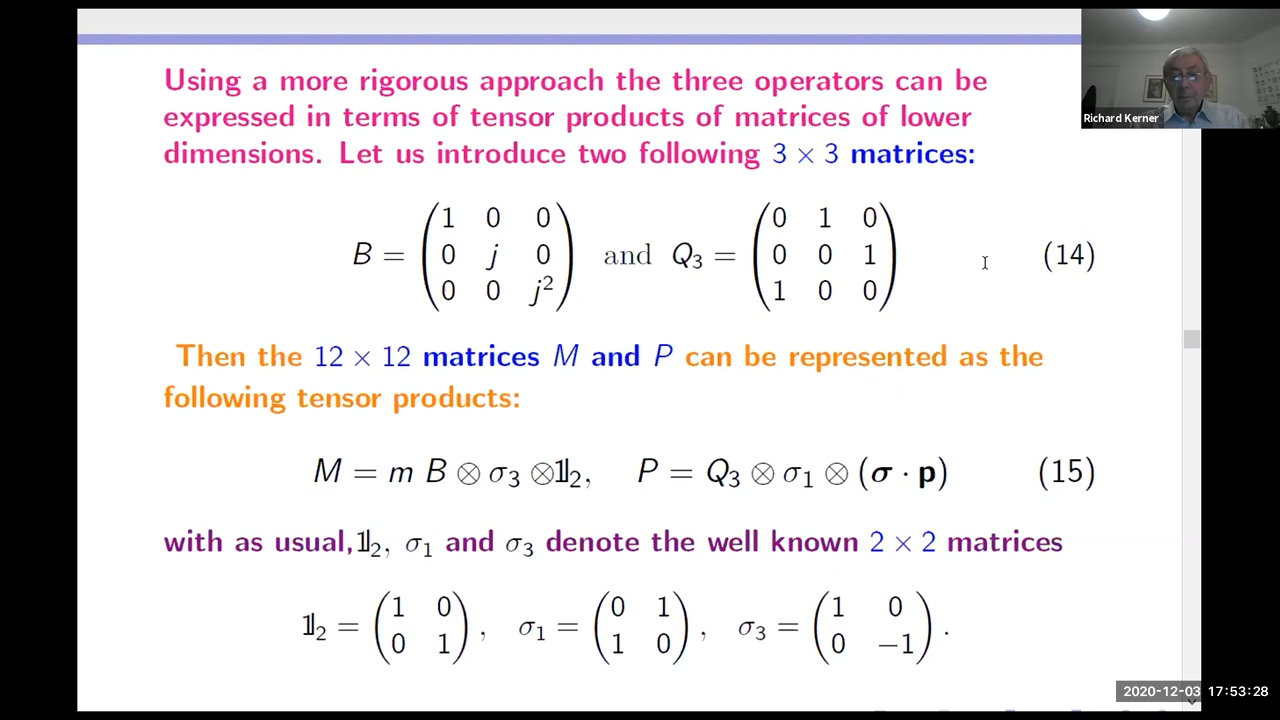 Using a more rigorous approach the three operators can be
expressed in terms of tensor products of matrices of lower
dimensions. Let us introduce two following 3 × 3 matrices:
B = ( 1 0 0 ; 0 j 0 ; 0 0 j² ) and Q₃ = ( 0 1 0 ; 0 0 1 ; 1 0 0 ) (14)
Then the 12 × 12 matrices M and P can be represented as the
following tensor products:
M = m B ⊗ σ₃ ⊗ 𝟙₂, P = Q₃ ⊗ σ₁ ⊗ (σ · p) (15)
with as usual, 𝟙₂, σ₁ and σ₃ denote the well known 2 × 2 matrices
𝟙₂ = ( 1 0 ; 0 1 ), σ₁ = ( 0 1 ; 1 0 ), σ₃ = ( 1 0 ; 0 −1 ).
Richard Kerner
2020-12-03 17:53:28